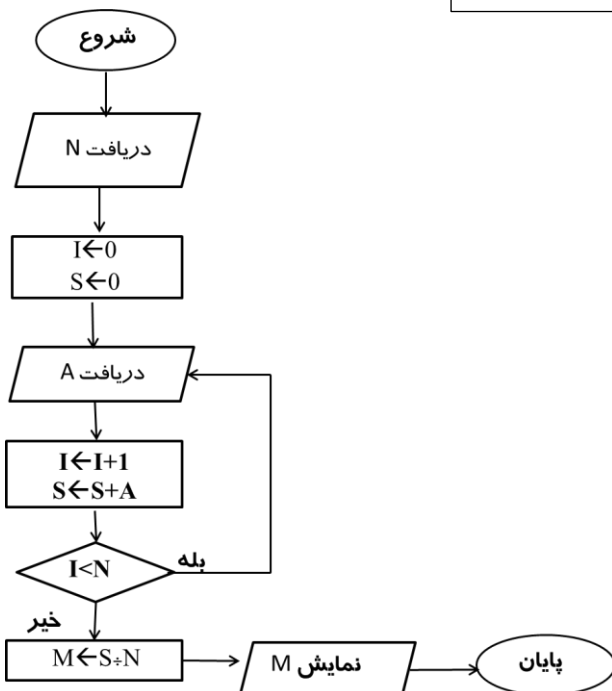 شروع
دریافت N
I←0
S←0
دریافت A
I←I+1
S←S+A
I<N
بله
خیر
M←S÷N
نمایش M
پایان